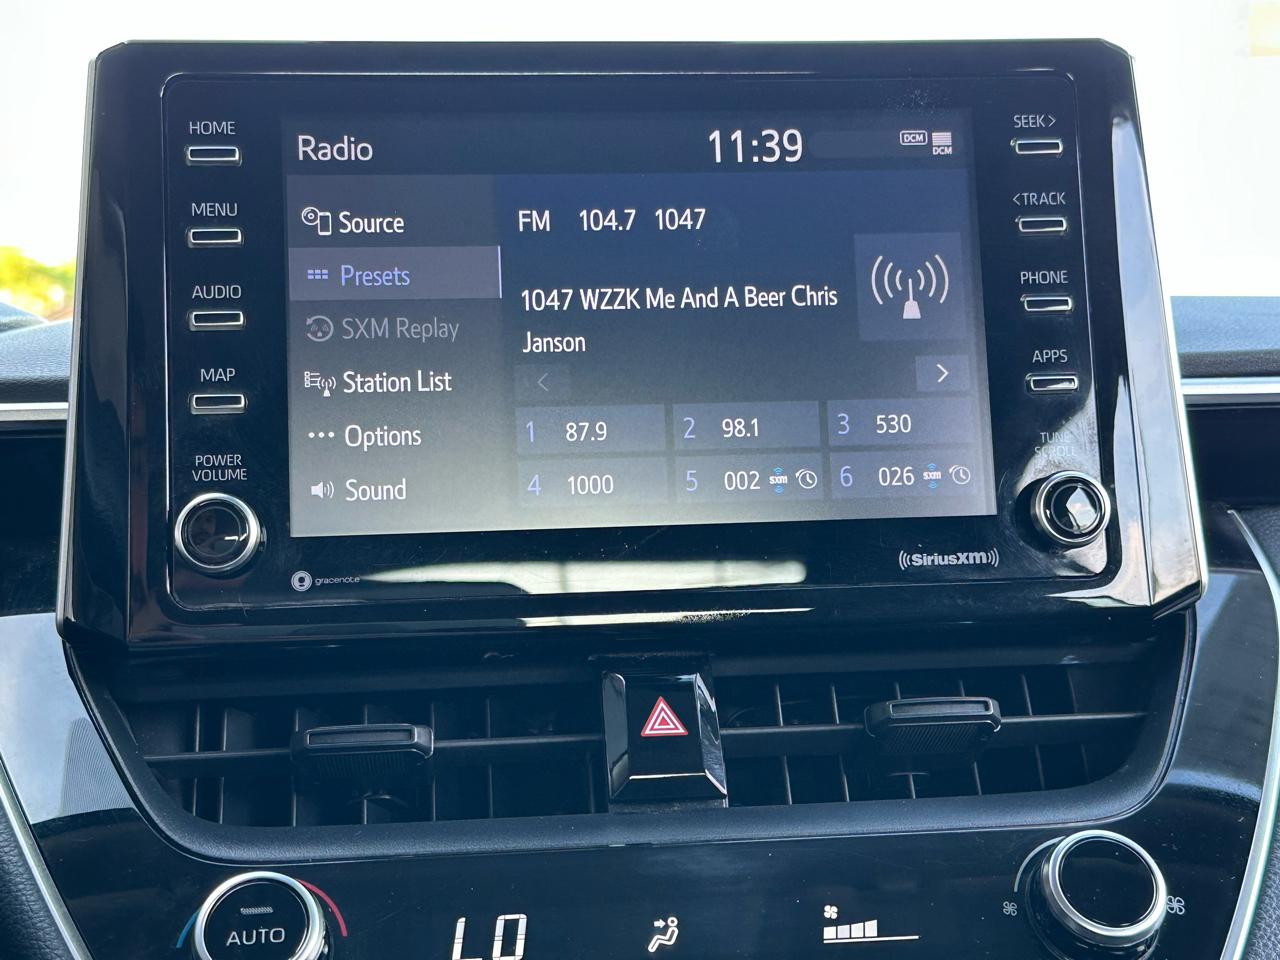 HOME
MENU
AUDIO
MAP
POWER
VOLUME
Radio
11:39
DCM
DCM
Source
Presets
SXM Replay
Station List
Options
Sound
FM 104.7 1047
1047 WZZK Me And A Beer Chris
Janson
<
>
1 87.9
2 98.1
3 530
4 1000
5 002 sxm
6 026 sxm
SEEK>
<TRACK
PHONE
APPS
TUNE
SCROLL
gracenote
((SiriusXM))
AUTO
LO